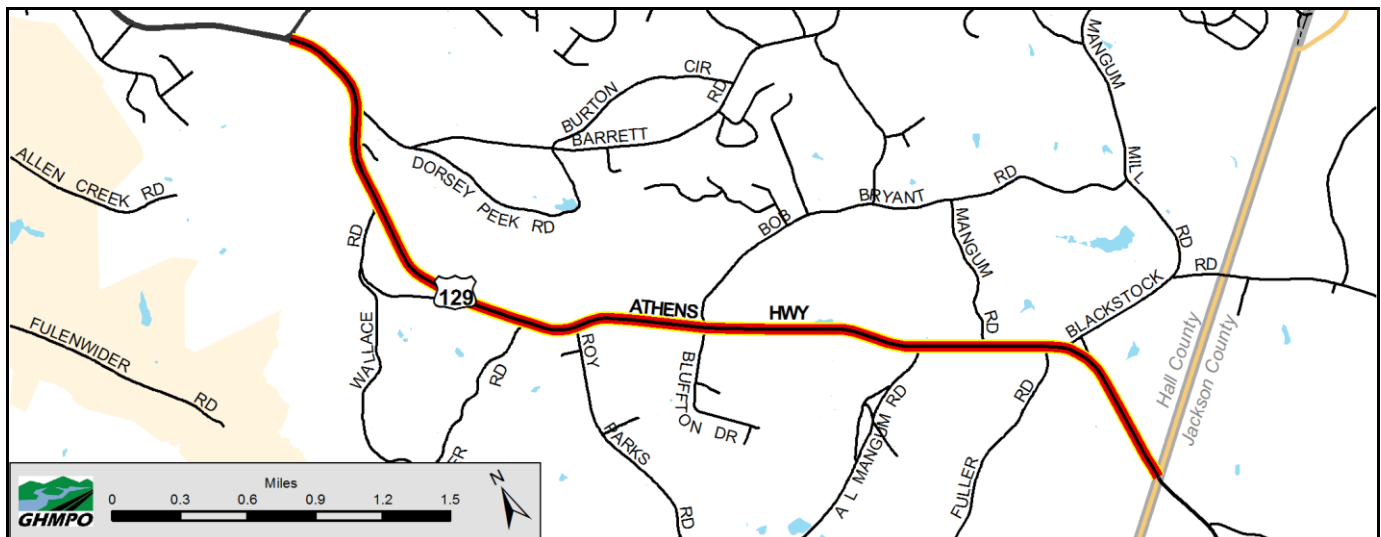 MANGUM
CIR
BURTON
RD
BARRETT
MILL
ALLEN CREEK RD
DORSEY PEEK RD
BOB BRYANT RD
MANGUM RD
RD
RD
BLACKSTOCK RD
129
ATHENS HWY
WALLACE
FULENWIDER RD
ROY PARKS RD
BLUFFTON DR
RD
ER
A L MANGUM RD
FULLER RD
Hall County
Jackson County
GHMPO
Miles
0 0.3 0.6 0.9 1.2 1.5
N